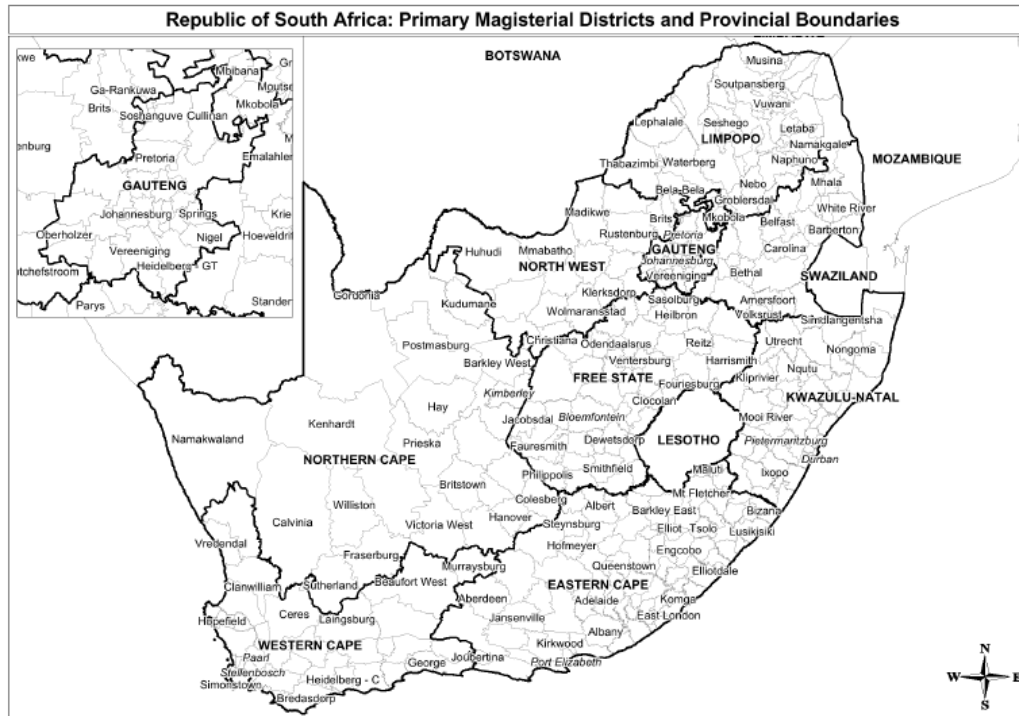 Republic of South Africa: Primary Magisterial Districts and Provincial Boundaries
BOTSWANA
MOZAMBIQUE
SWAZILAND
LESOTHO
Mbibana
Ga-Rankuwa
Brits
Soshanguve
Cullinan
Mkobola
Pretoria
GAUTENG
Johannesburg
Springs
Oberholzer
Vereeniging
Nigel
Heidelberg - GT
Parys
Musina
Soutpansberg
Vuwani
Lephalale
Seshego
LIMPOPO
Letaba
Namakgale
Naphuno
Thabazimbi
Waterberg
Bela-Bela
Nebo
Groblersdal
Mhala
White River
Barberton
Madikwe
Brits
Mkobola
Belfast
Rustenburg
Pretoria
GAUTENG
Johannesburg
Vereeniging
Carolina
Bethal
Huhudi
Mmabatho
NORTH WEST
Klerksdorp
Sasolburg
Amersfoort
Volksrust
Gordonia
Kudumane
Wolmaransstad
Heilbron
Simdlangentsha
Postmasburg
Christiana
Odendaalsrus
Reitz
Utrecht
Nongoma
Barkley West
Ventersburg
Harrismith
Nqutu
Kimberley
FREE STATE
Fouriesburg
Kliprivier
KWAZULU-NATAL
Kenhardt
Hay
Clocolan
Jacobsdal
Bloemfontein
Mooi River
Namakwaland
Prieska
Fauresmith
Dewetsdorp
Pietermaritzburg
Durban
NORTHERN CAPE
Philippolis
Smithfield
Maluti
Ixopo
Britstown
Colesberg
Albert
Mt Fletcher
Williston
Hanover
Barkley East
Bizana
Calvinia
Victoria West
Steynsburg
Elliot
Tsolo
Lusikisiki
Vredendal
Fraserburg
Hofmeyer
Engcobo
Murraysburg
Queenstown
Elliotdale
Clanwilliam
Sutherland
Beaufort West
EASTERN CAPE
Aberdeen
Adelaide
Komga
Hopefield
Ceres
Laingsburg
Jansenville
East London
WESTERN CAPE
Albany
Paarl
George
Joubertina
Kirkwood
Port Elizabeth
Stellenbosch
Simonstown
Heidelberg - C
Bredasdorp
N
W
E
S